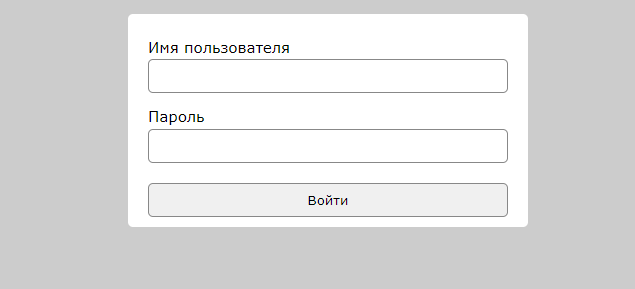 Имя пользователя
Пароль
Войти